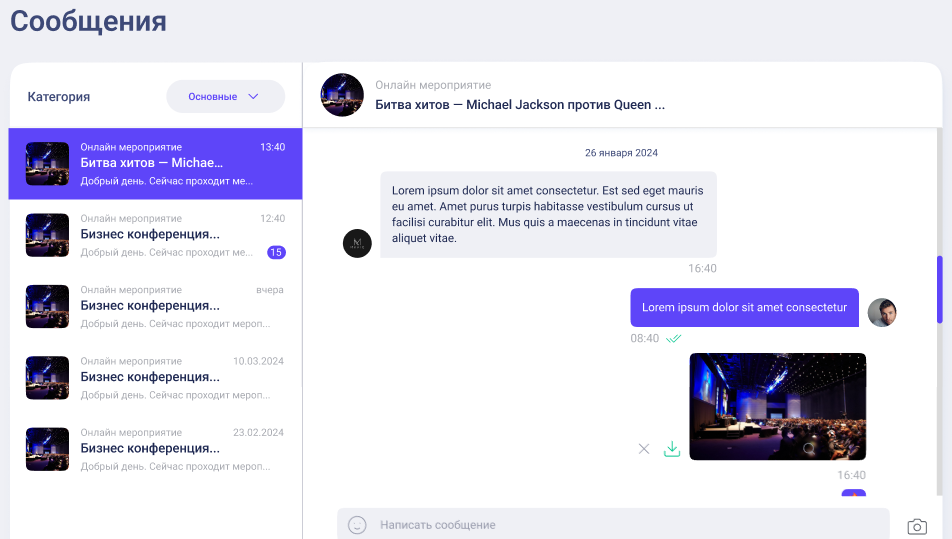 Сообщения
Категория
Основные
Онлайн мероприятие
13:40
Битва хитов — Michae...
Добрый день. Сейчас проходит ме...
Онлайн мероприятие
12:40
Бизнес конференция...
Добрый день. Сейчас проходит ме...
15
Онлайн мероприятие
вчера
Бизнес конференция...
Добрый день. Сейчас проходит мероп...
Онлайн мероприятие
10.03.2024
Бизнес конференция...
Добрый день. Сейчас проходит мероп...
Онлайн мероприятие
23.02.2024
Бизнес конференция...
Добрый день. Сейчас проходит мероп...
Онлайн мероприятие
Битва хитов — Michael Jackson против Queen ...
26 января 2024
Lorem ipsum dolor sit amet consectetur. Est sed eget mauris
eu amet. Amet purus turpis habitasse vestibulum cursus ut
facilisi curabitur elit. Mus quis a maecenas in tincidunt vitae
aliquet vitae.
16:40
Lorem ipsum dolor sit amet consectetur
08:40
16:40
Написать сообщение